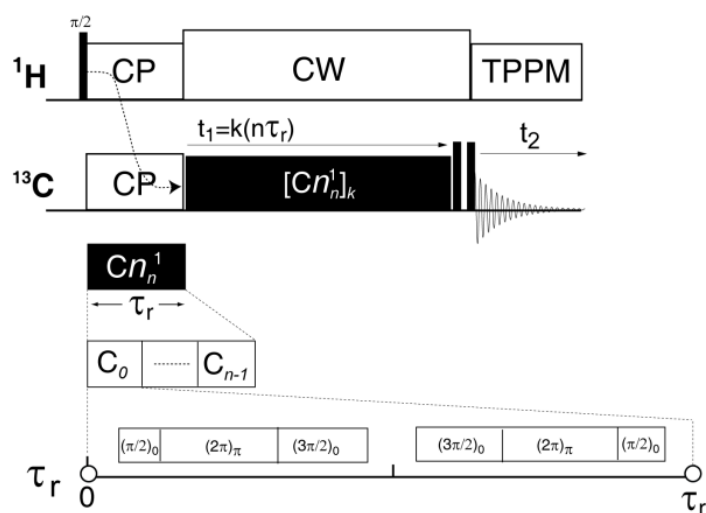 π/2
¹H CP CW TPPM
t₁=k(nτᵣ) t₂
¹³C CP [Cn¹ₙ]ₖ
Cnₙ¹
τᵣ
C₀ Cₙ₋₁
(π/2)₀ (2π)π (3π/2)₀ (3π/2)₀ (2π)π (π/2)₀
τᵣ 0 τᵣ